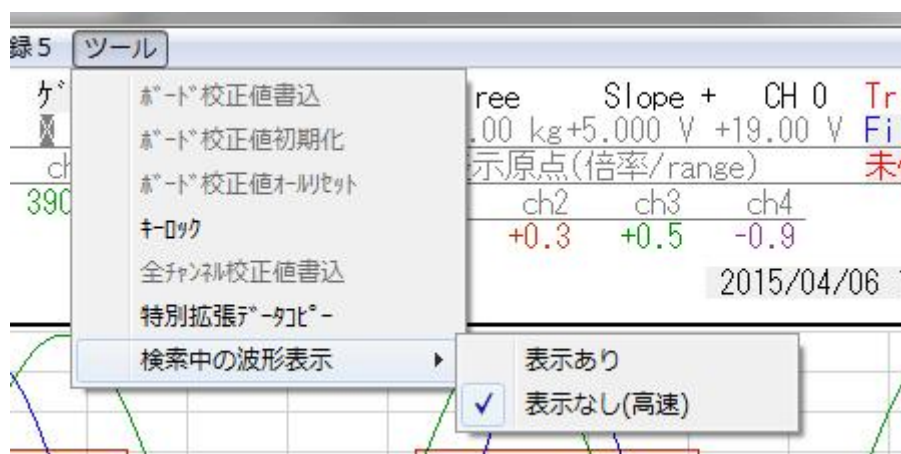 録5 ツール
ｹﾞ
ﾎﾞｰﾄﾞ校正値書込
ﾎﾞｰﾄﾞ校正値初期化
ﾎﾞｰﾄﾞ校正値ｵｰﾙﾘｾｯﾄ
ｷｰﾛｯｸ
全ﾁｬﾝﾈﾙ校正値書込
特別拡張ﾃﾞｰﾀｺﾋﾟｰ
検索中の波形表示
表示あり
表示なし(高速)
ree Slope + CH 0 Tr
.00 kg+5.000 V +19.00 V Fi
示原点(倍率/range) 未
ch ch2 ch3 ch4
390 +0.3 +0.5 -0.9
2015/04/06